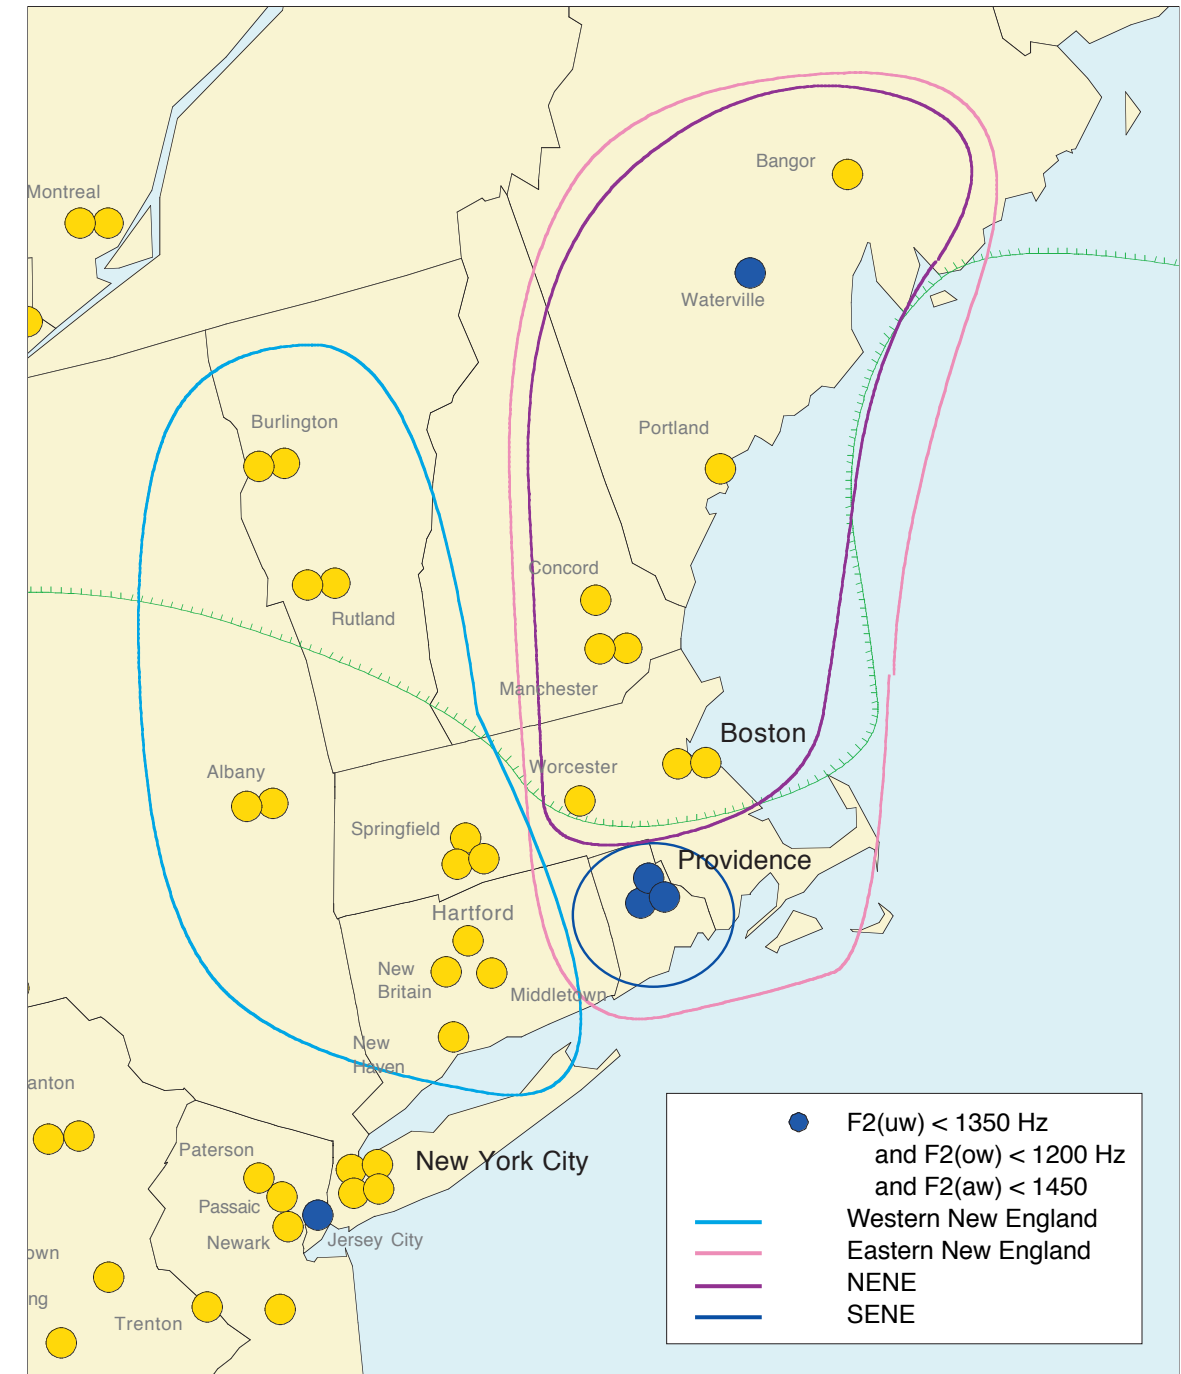 Bangor
Montreal
Waterville
Burlington
Portland
Concord
Rutland
Manchester
Boston
Albany
Worcester
Springfield
Providence
Hartford
New
Britain
Middletown
New
Haven
anton
Paterson
New York City
Passaic
Newark
Jersey City
own
ng
Trenton
F2(uw) < 1350 Hz
and F2(ow) < 1200 Hz
and F2(aw) < 1450
Western New England
Eastern New England
NENE
SENE